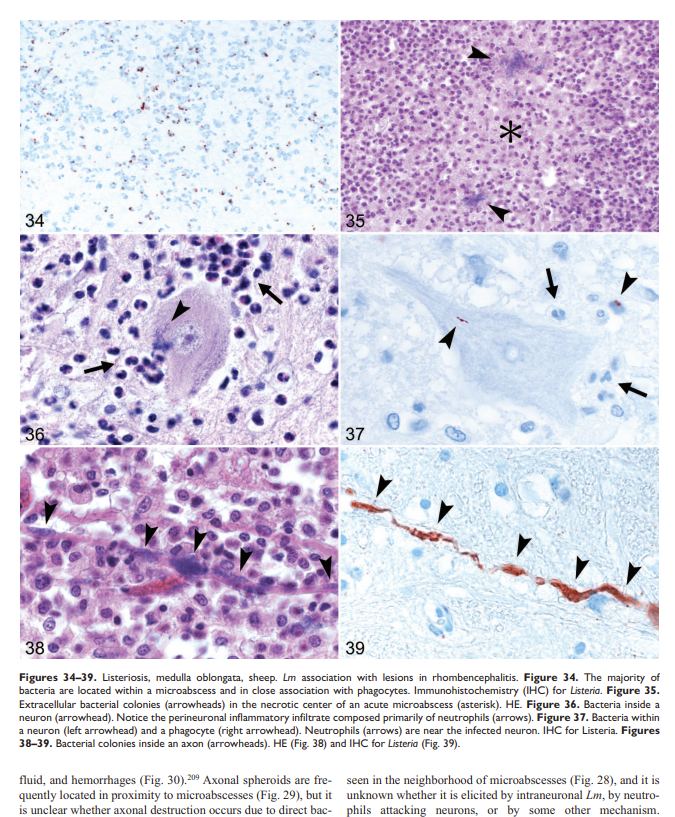 34
35
36
37
38
39
Figures 34–39. Listeriosis, medulla oblongata, sheep. Lm association with lesions in rhombencephalitis. Figure 34. The majority of
bacteria are located within a microabscess and in close association with phagocytes. Immunohistochemistry (IHC) for Listeria. Figure 35.
Extracellular bacterial colonies (arrowheads) in the necrotic center of an acute microabscess (asterisk). HE. Figure 36. Bacteria inside a
neuron (arrowhead). Notice the perineuronal inflammatory infiltrate composed primarily of neutrophils (arrows). Figure 37. Bacteria within
a neuron (left arrowhead) and a phagocyte (right arrowhead). Neutrophils (arrows) are near the infected neuron. IHC for Listeria. Figures
38–39. Bacterial colonies inside an axon (arrowheads). HE (Fig. 38) and IHC for Listeria (Fig. 39).
fluid, and hemorrhages (Fig. 30).209 Axonal spheroids are fre-
quently located in proximity to microabscesses (Fig. 29), but it
is unclear whether axonal destruction occurs due to direct bac-
seen in the neighborhood of microabscesses (Fig. 28), and it is
unknown whether it is elicited by intraneuronal Lm, by neutro-
phils attacking neurons, or by some other mechanism.